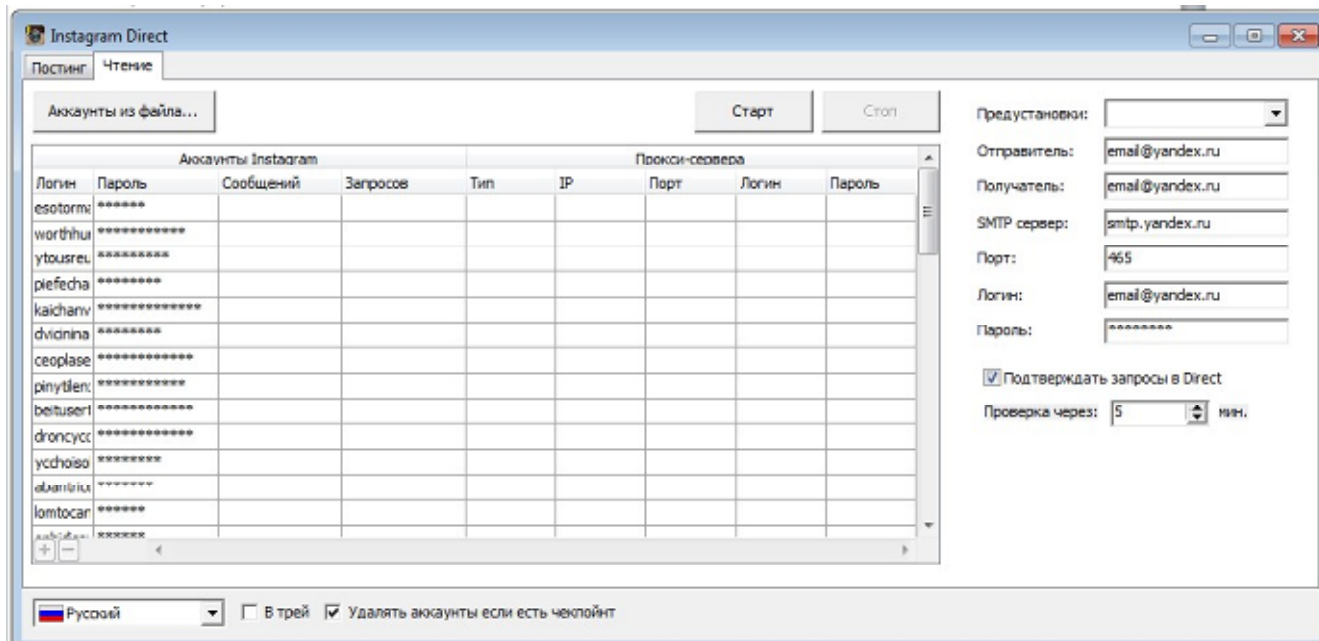 Instagram Direct
Постинг Чтение
Аккаунты из файла... Старт Стоп
Аккаунты Instagram Прокси-сервера
Логин Пароль Сообщений Запросов Тип IP Порт Логин Пароль
esotorma ******
worthhur ***********
ytousreu *********
piefecha ********
kaichanv *************
dvicinina ********
ceoplase ************
pinytilen ***********
beituserf ************
droncycc ************
ycchoiso ********
*******
lomtocar ******
******
Предустановки:
Отправитель: email@yandex.ru
Получатель: email@yandex.ru
SMTP сервер: smtp.yandex.ru
Порт: 465
Логин: email@yandex.ru
Пароль: ********
Подтверждать запросы в Direct
Проверка через: 5 мин.
Русский В трей Удалять аккаунты если есть чекпойнт